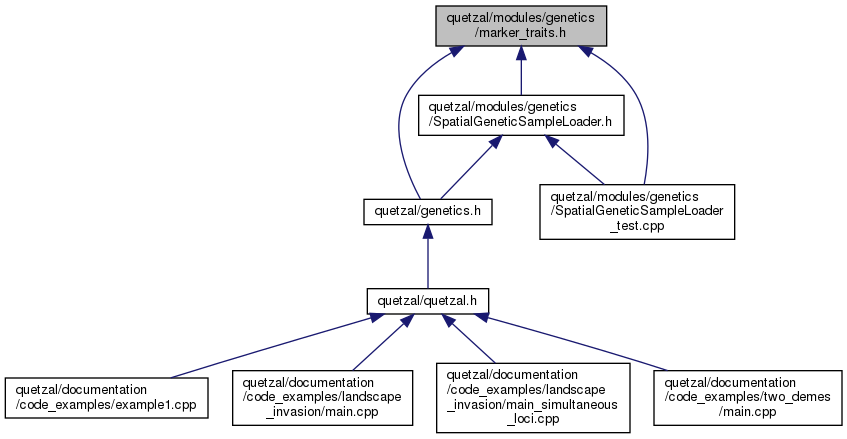 quetzal/modules/genetics
/marker_traits.h
quetzal/modules/genetics
/SpatialGeneticSampleLoader.h
quetzal/genetics.h
quetzal/modules/genetics
/SpatialGeneticSampleLoader
_test.cpp
quetzal/quetzal.h
quetzal/documentation
/code_examples/example1.cpp
quetzal/documentation
/code_examples/landscape
_invasion/main.cpp
quetzal/documentation
/code_examples/landscape
_invasion/main_simultaneous
_loci.cpp
quetzal/documentation
/code_examples/two_demes
/main.cpp